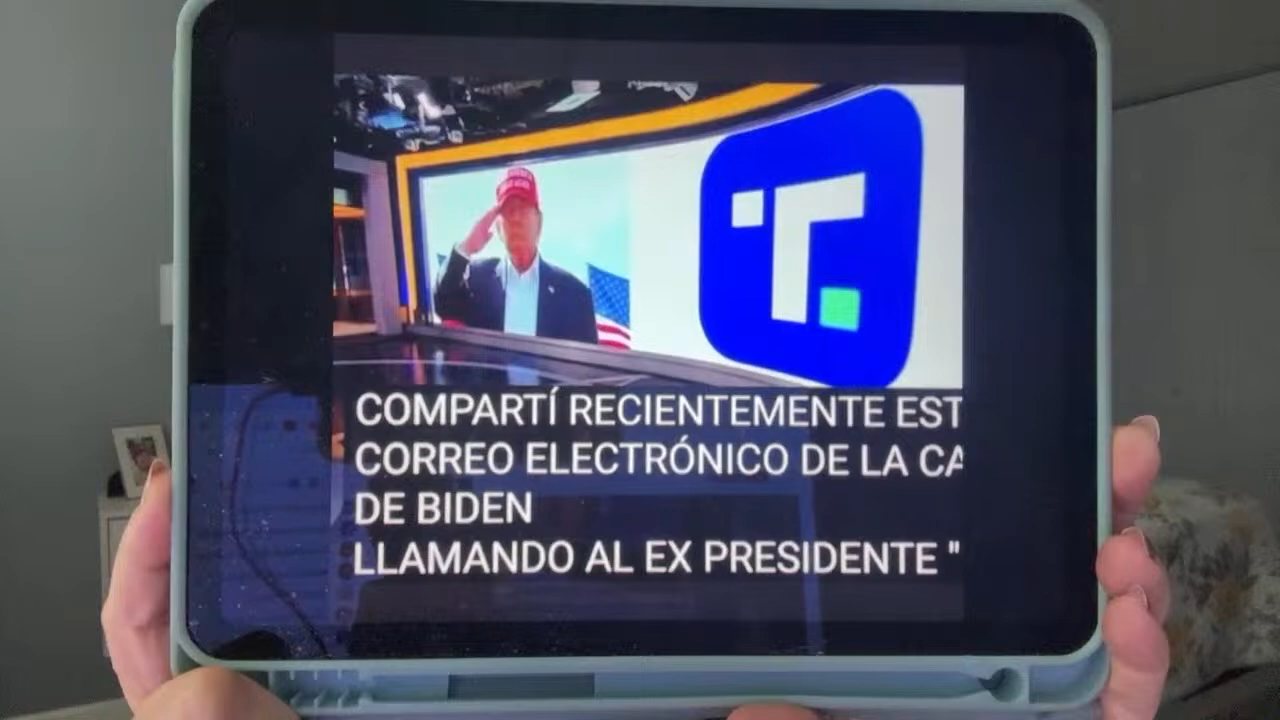 COMPARTÍ RECIENTEMENTE EST
CORREO ELECTRÓNICO DE LA CA
DE BIDEN
LLAMANDO AL EX PRESIDENTE "